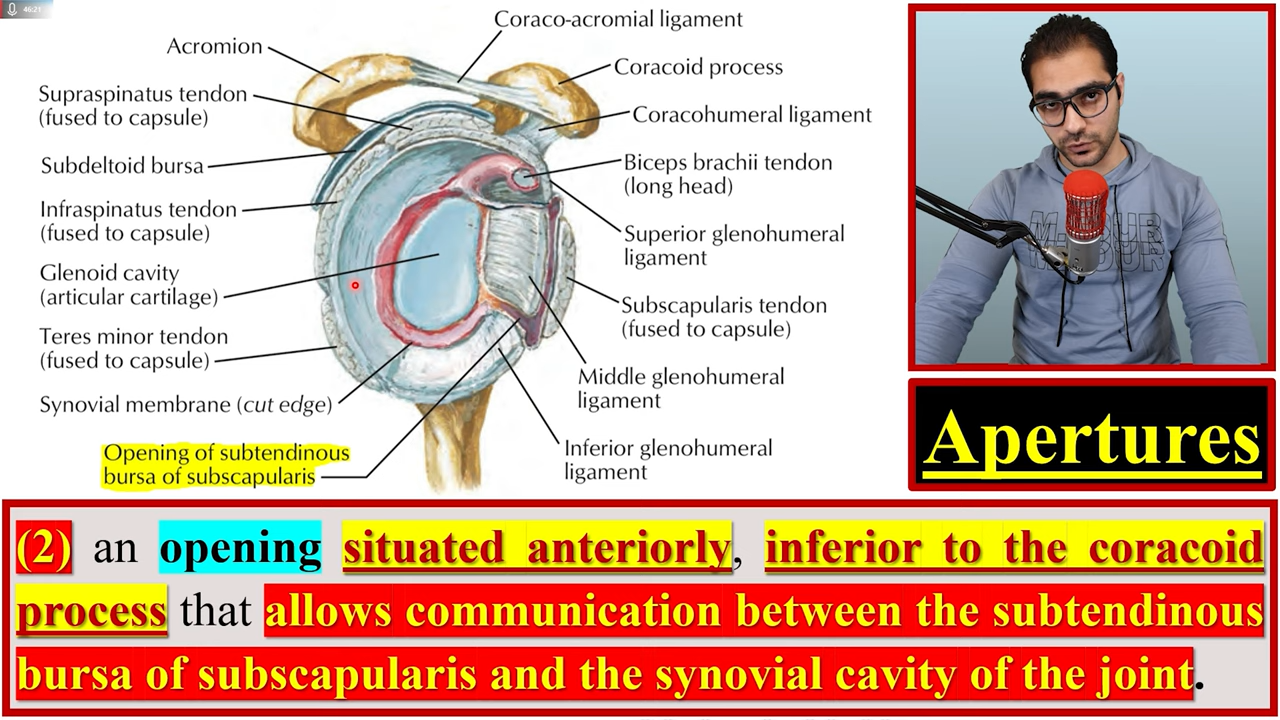 46:21
Coraco-acromial ligament
Acromion
Coracoid process
Supraspinatus tendon
(fused to capsule)
Coracohumeral ligament
Subdeltoid bursa
Biceps brachii tendon
(long head)
Infraspinatus tendon
(fused to capsule)
Superior glenohumeral
ligament
Glenoid cavity
(articular cartilage)
Subscapularis tendon
(fused to capsule)
Teres minor tendon
(fused to capsule)
Middle glenohumeral
ligament
Synovial membrane (cut edge)
Opening of subtendinous
bursa of subscapularis
Inferior glenohumeral
ligament
Apertures
(2) an opening situated anteriorly, inferior to the coracoid
process that allows communication between the subtendinous
bursa of subscapularis and the synovial cavity of the joint.